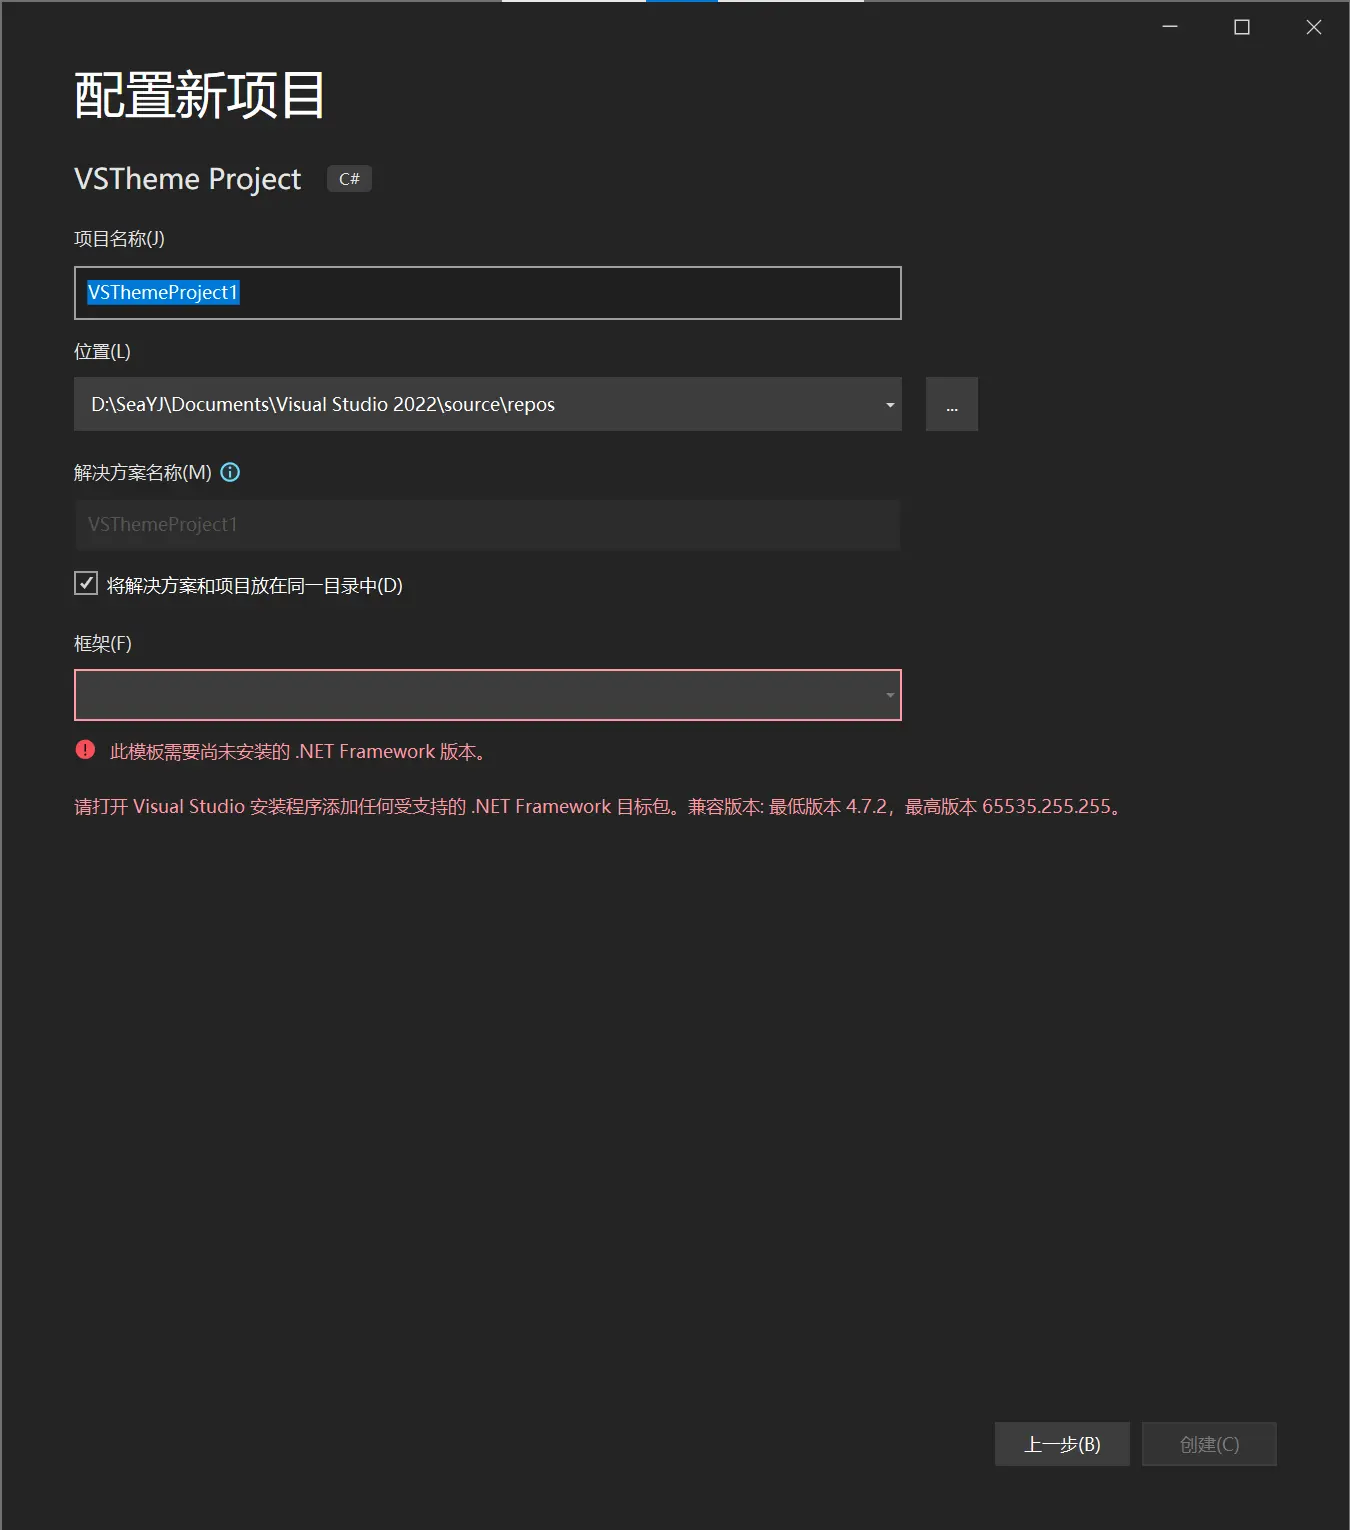 配置新项目
VSTheme Project C#
项目名称(J)
VSThemeProject1
位置(L)
D:\SeaYJ\Documents\Visual Studio 2022\source\repos
...
解决方案名称(M)
VSThemeProject1
将解决方案和项目放在同一目录中(D)
框架(F)
此模板需要尚未安装的 .NET Framework 版本。
请打开 Visual Studio 安装程序添加任何受支持的 .NET Framework 目标包。兼容版本: 最低版本 4.7.2，最高版本 65535.255.255。
上一步(B) 创建(C)